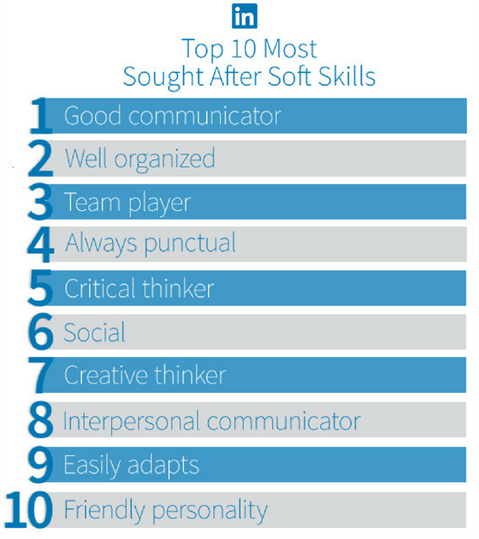 in
Top 10 Most
Sought After Soft Skills
1 Good communicator
2 Well organized
3 Team player
4 Always punctual
5 Critical thinker
6 Social
7 Creative thinker
8 Interpersonal communicator
9 Easily adapts
10 Friendly personality